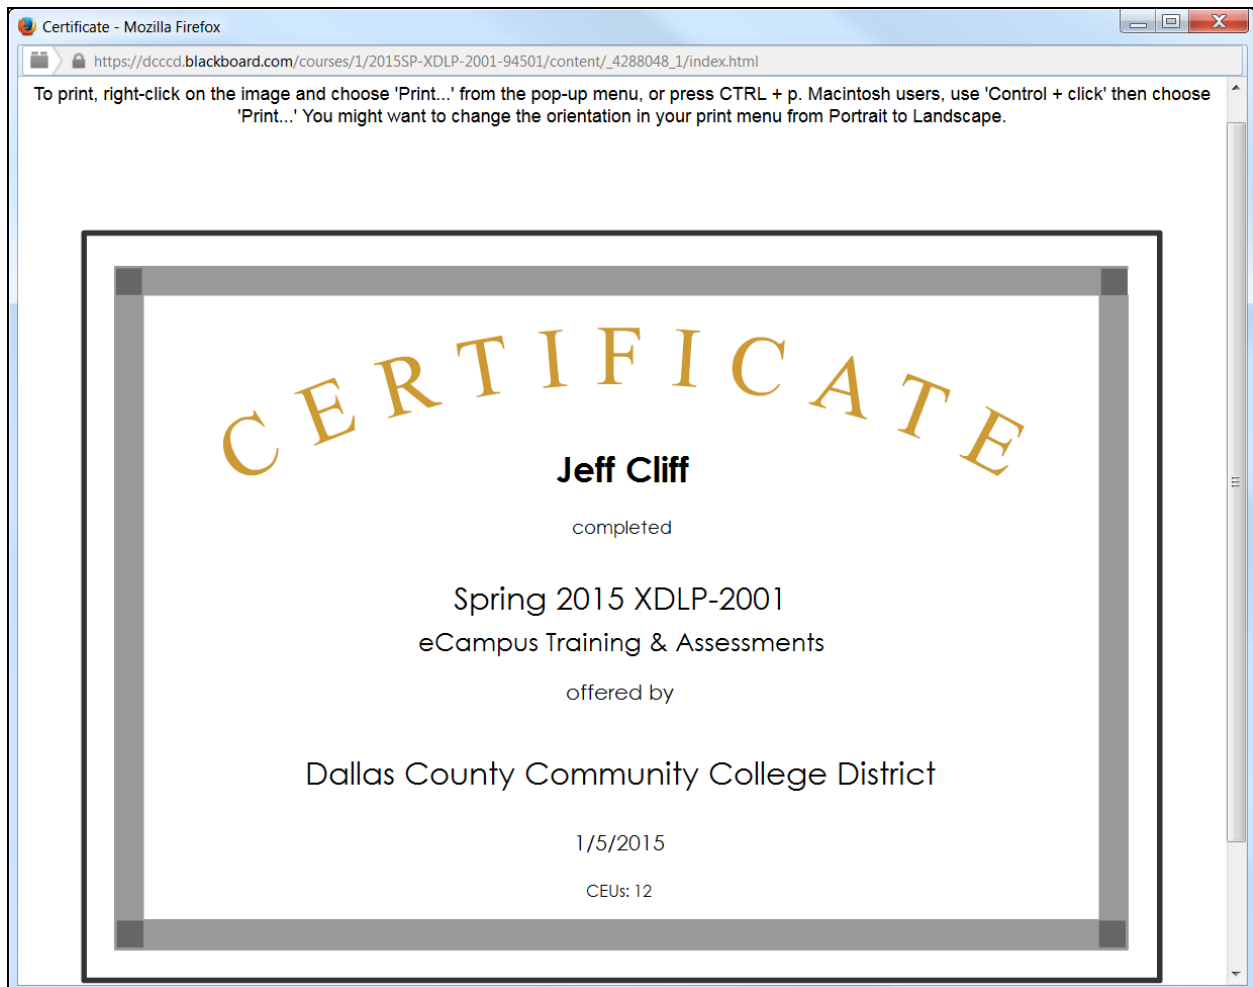 Certificate - Mozilla Firefox
https://dcccd.blackboard.com/courses/1/2015SP-XDLP-2001-94501/content/_4288048_1/index.html
To print, right-click on the image and choose 'Print...' from the pop-up menu, or press CTRL + p. Macintosh users, use 'Control + click' then choose
'Print...' You might want to change the orientation in your print menu from Portrait to Landscape.
CERTIFICATE
Jeff Cliff
completed
Spring 2015 XDLP-2001
eCampus Training & Assessments
offered by
Dallas County Community College District
1/5/2015
CEUs: 12